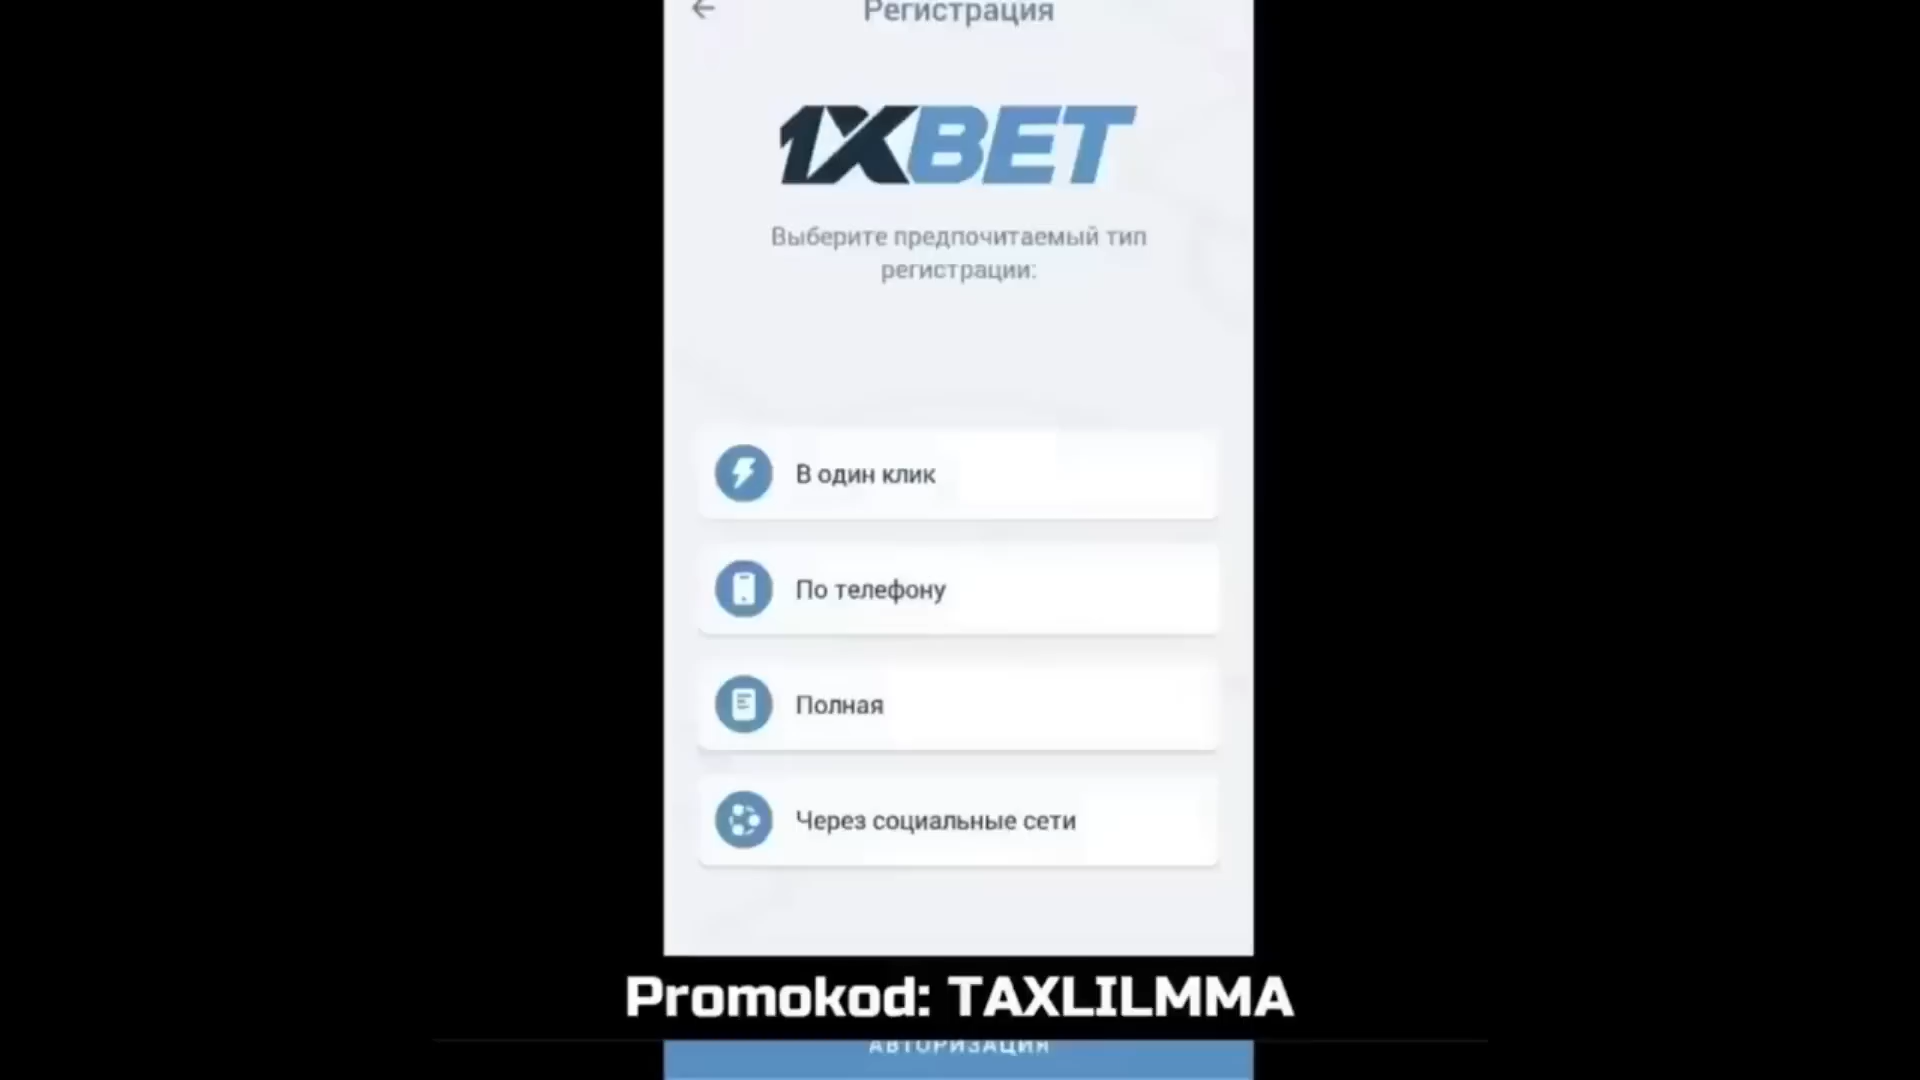 Регистрация
1XBET
Выберите предпочитаемый тип
регистрации:
В один клик
По телефону
Полная
Через социальные сети
Promokod: TAXLILMMA
АВТОРИЗАЦИЯ